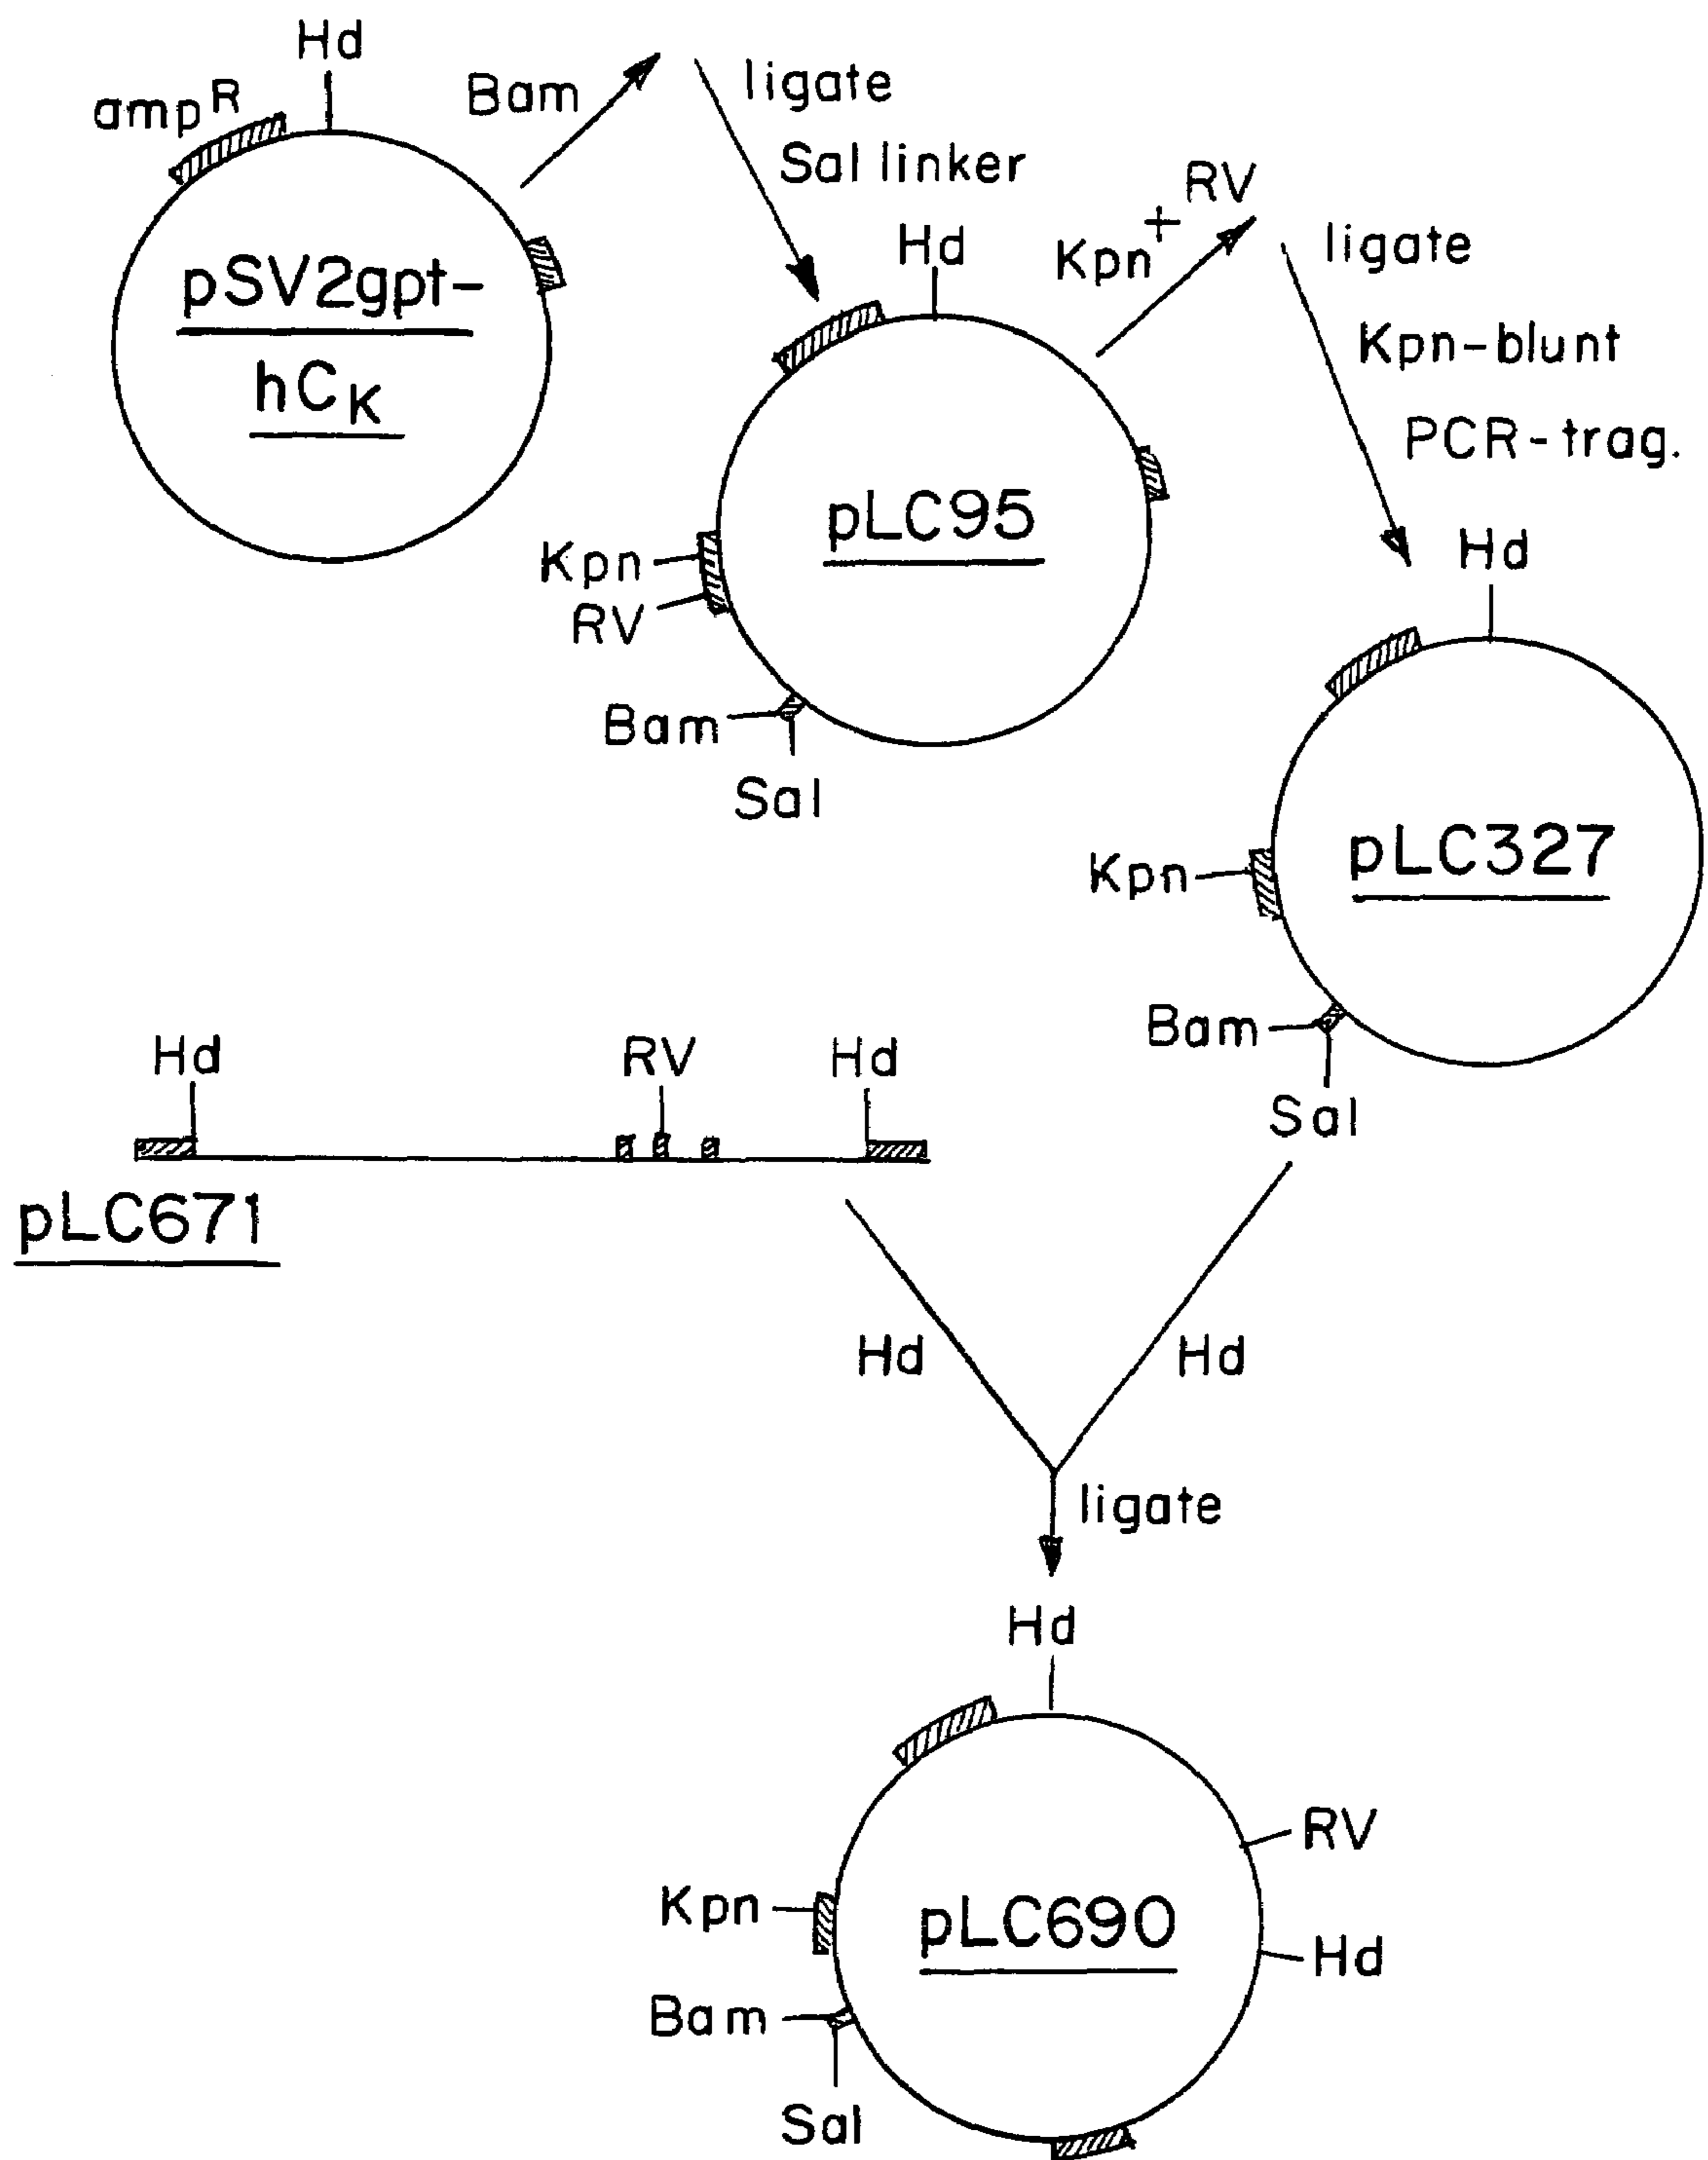 Hd
ampR
Bam
ligate
Sal linker
pSV2gpt-
hCK
Hd
Kpn + RV
ligate
Kpn-blunt
PCR-trag.
pLC95
Kpn
RV
Bam
Sal
Hd
pLC327
Kpn
Bam
Sal
Hd
RV
Hd
pLC671
Hd
Hd
ligate
Hd
RV
Kpn
pLC690
Hd
Bam
Sal